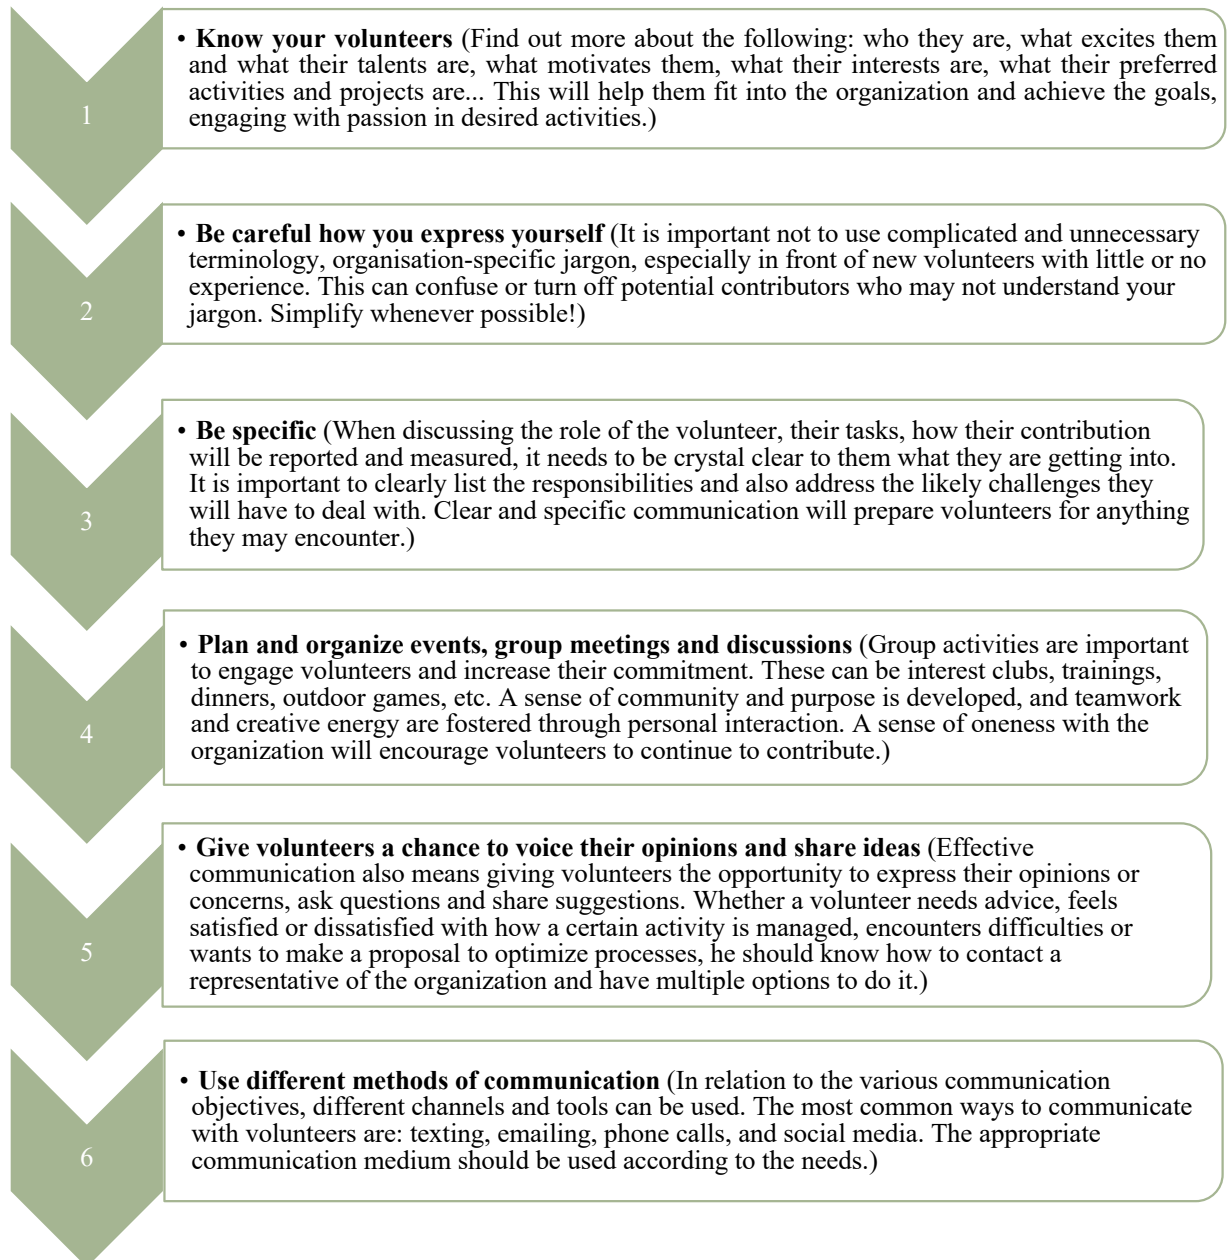 1
• Know your volunteers (Find out more about the following: who they are, what excites them
and what their talents are, what motivates them, what their interests are, what their preferred
activities and projects are... This will help them fit into the organization and achieve the goals,
engaging with passion in desired activities.)
2
• Be careful how you express yourself (It is important not to use complicated and unnecessary
terminology, organisation-specific jargon, especially in front of new volunteers with little or no
experience. This can confuse or turn off potential contributors who may not understand your
jargon. Simplify whenever possible!)
3
• Be specific (When discussing the role of the volunteer, their tasks, how their contribution
will be reported and measured, it needs to be crystal clear to them what they are getting into.
It is important to clearly list the responsibilities and also address the likely challenges they
will have to deal with. Clear and specific communication will prepare volunteers for anything
they may encounter.)
4
• Plan and organize events, group meetings and discussions (Group activities are important
to engage volunteers and increase their commitment. These can be interest clubs, trainings,
dinners, outdoor games, etc. A sense of community and purpose is developed, and teamwork
and creative energy are fostered through personal interaction. A sense of oneness with the
organization will encourage volunteers to continue to contribute.)
5
• Give volunteers a chance to voice their opinions and share ideas (Effective
communication also means giving volunteers the opportunity to express their opinions or
concerns, ask questions and share suggestions. Whether a volunteer needs advice, feels
satisfied or dissatisfied with how a certain activity is managed, encounters difficulties or
wants to make a proposal to optimize processes, he should know how to contact a
representative of the organization and have multiple options to do it.)
6
• Use different methods of communication (In relation to the various communication
objectives, different channels and tools can be used. The most common ways to communicate
with volunteers are: texting, emailing, phone calls, and social media. The appropriate
communication medium should be used according to the needs.)